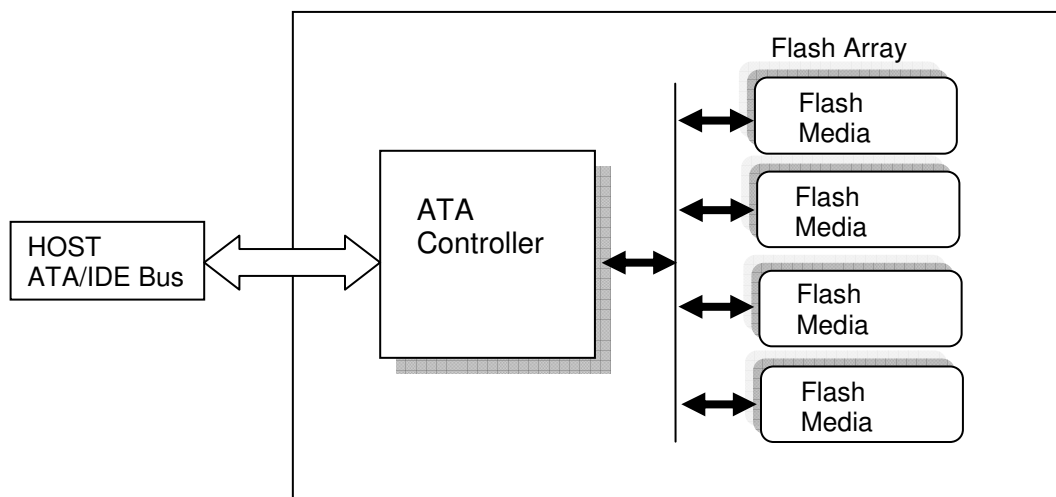 Flash Array
Flash
Media
ATA
Controller
Flash
Media
HOST
ATA/IDE Bus
Flash
Media
Flash
Media